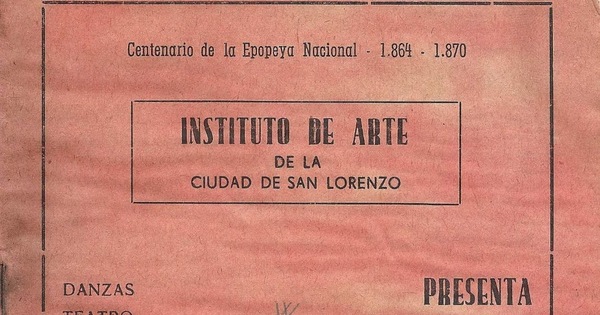 Centenario de la Epopeya Nacional - 1.864 - 1.870
INSTITUTO DE ARTE
DE LA
CIUDAD DE SAN LORENZO
DANZAS
PRESENTA
TEATRO